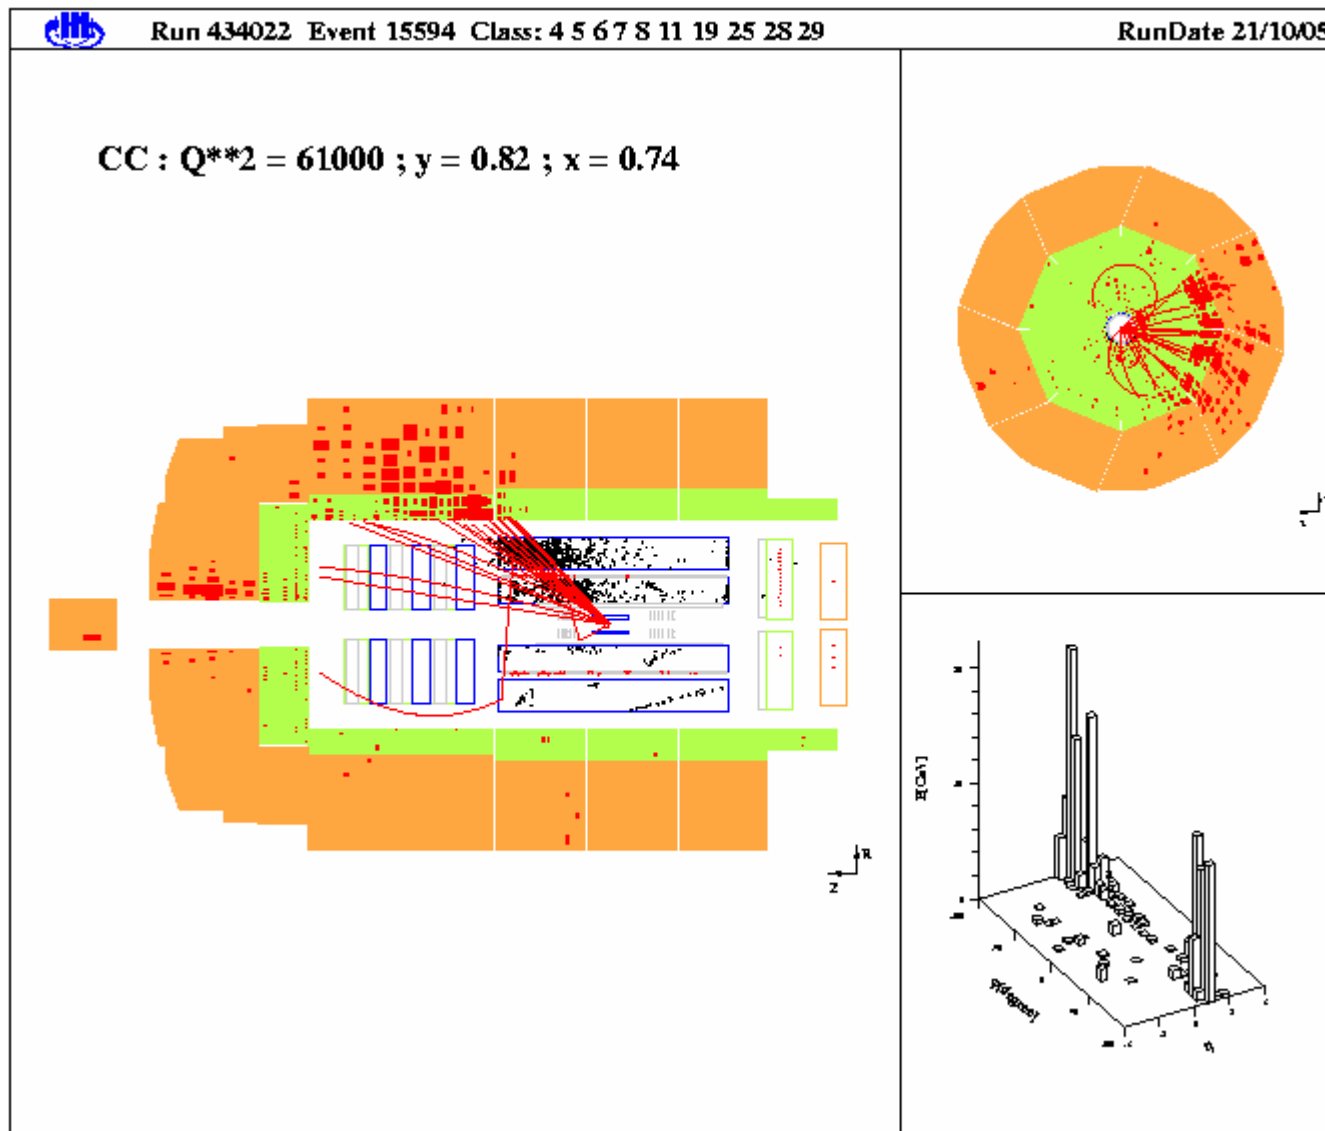 Run 434022 Event 15594 Class: 4 5 6 7 8 11 19 25 28 29 RunDate 21/10/05
CC : Q**2 = 61000 ; y = 0.82 ; x = 0.74
R
Z
E[GeV]